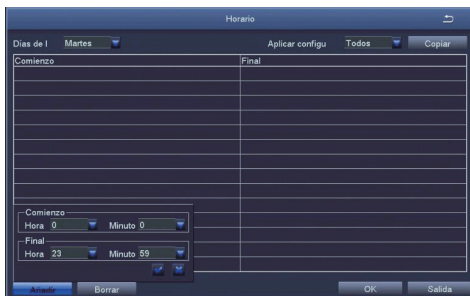 Horario
Dias de l Martes Aplicar configu Todos Copiar
Comienzo Final
Comienzo
Hora 0 Minuto 0
Final
Hora 23 Minuto 59
Añadir Borrar OK Salida